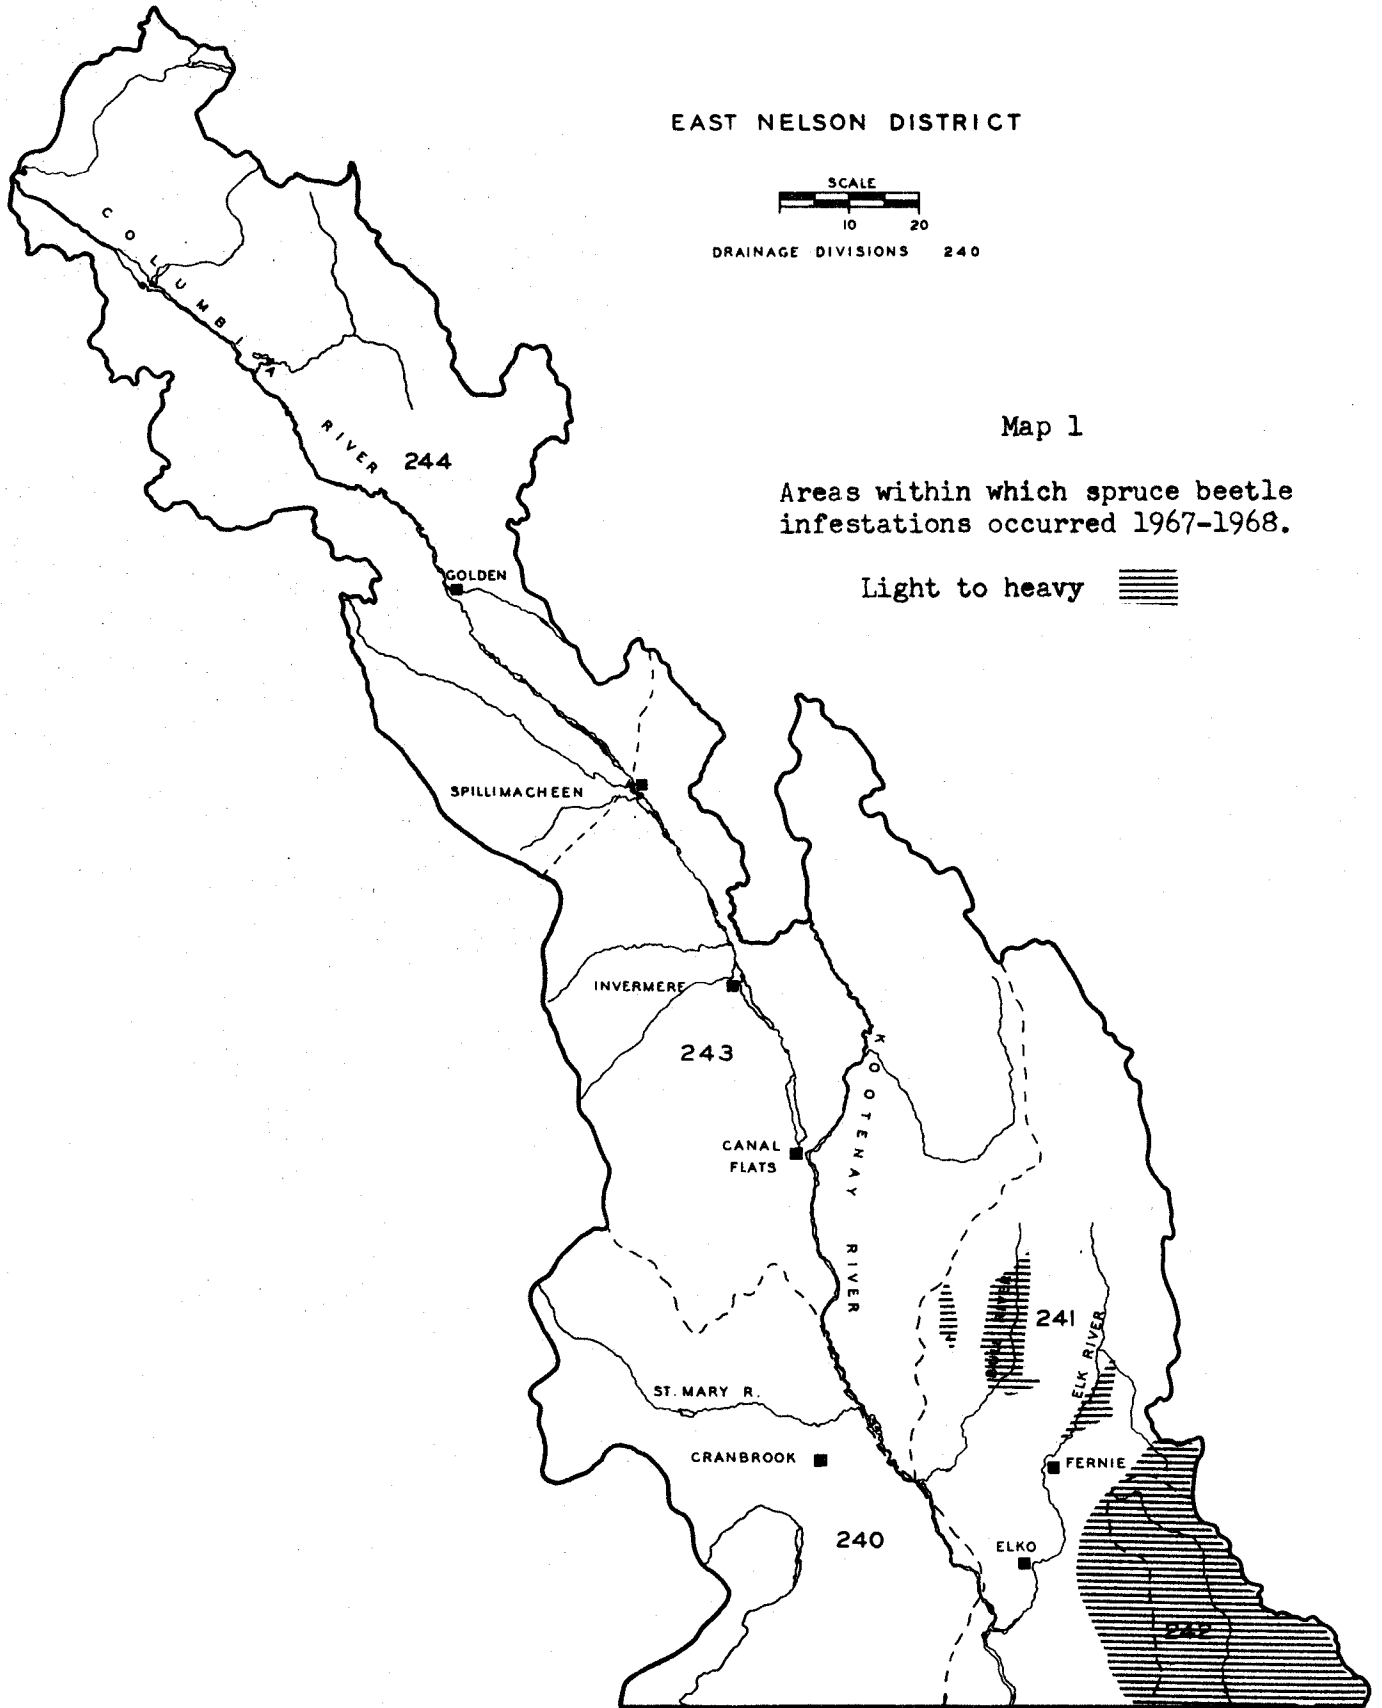 EAST NELSON DISTRICT
SCALE
10 20
DRAINAGE DIVISIONS 240
COLUMBIA
RIVER
244
Map 1
Areas within which spruce beetle
infestations occurred 1967-1968.
Light to heavy
GOLDEN
SPILLIMACHEEN
INVERMERE
243
KOOTENAY RIVER
CANAL
FLATS
RIVER
241
ELK RIVER
ST. MARY R.
CRANBROOK
FERNIE
240
ELKO
242